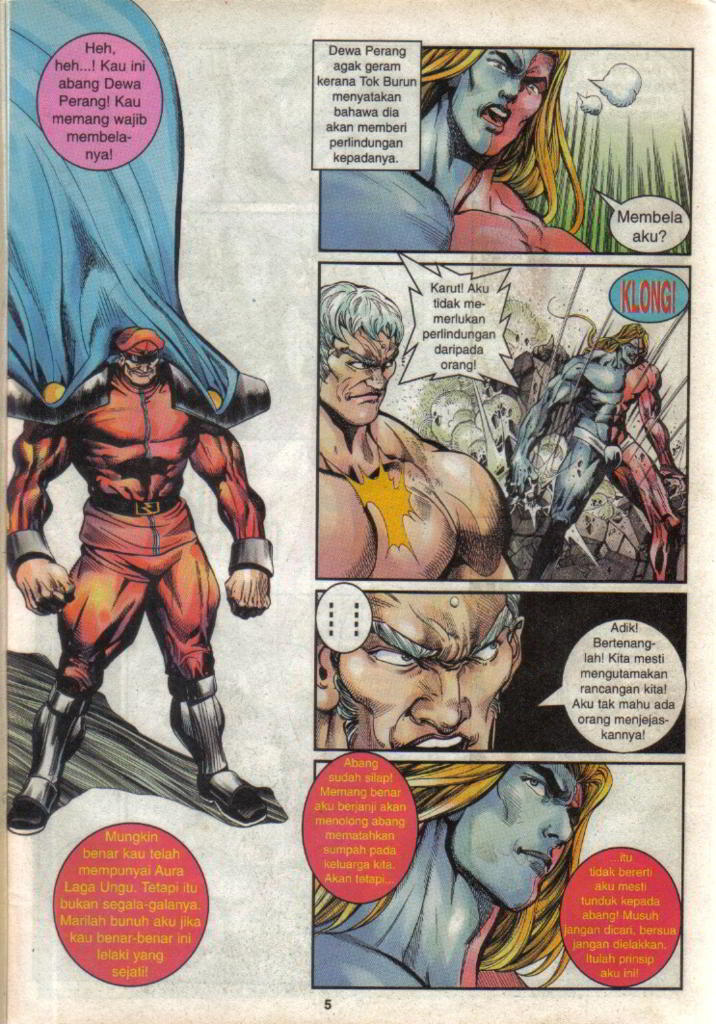 Heh,
heh...! Kau ini
abang Dewa
Perang! Kau
memang wajib
membela-
nya!
Mungkin
benar kau telah
mempunyai Aura
Laga Ungu. Tetapi itu
bukan segala-galanya.
Marilah bunuh aku jika
kau benar-benar ini
lelaki yang
sejati!
Dewa Perang
agak geram
kerana Tok Burun
menyatakan
bahawa dia
akan memberi
perlindungan
kepadanya.
Membela
aku?
Karut! Aku
tidak me-
merlukan
perlindungan
daripada
orang!
KLONG!
Adik!
Bertenang-
lah! Kita mesti
mengutamakan
rancangan kita!
Aku tak mahu ada
orang menjejas-
kannya!
Abang
sudah silap!
Memang benar
aku berjanji akan
menolong abang
mematahkan
sumpah pada
keluarga kita.
Akan tetapi...
...itu
tidak bererti
aku mesti
tunduk kepada
abang! Musuh
jangan dicari, bersua
jangan dielakkan.
Itulah prinsip
aku ini!
5